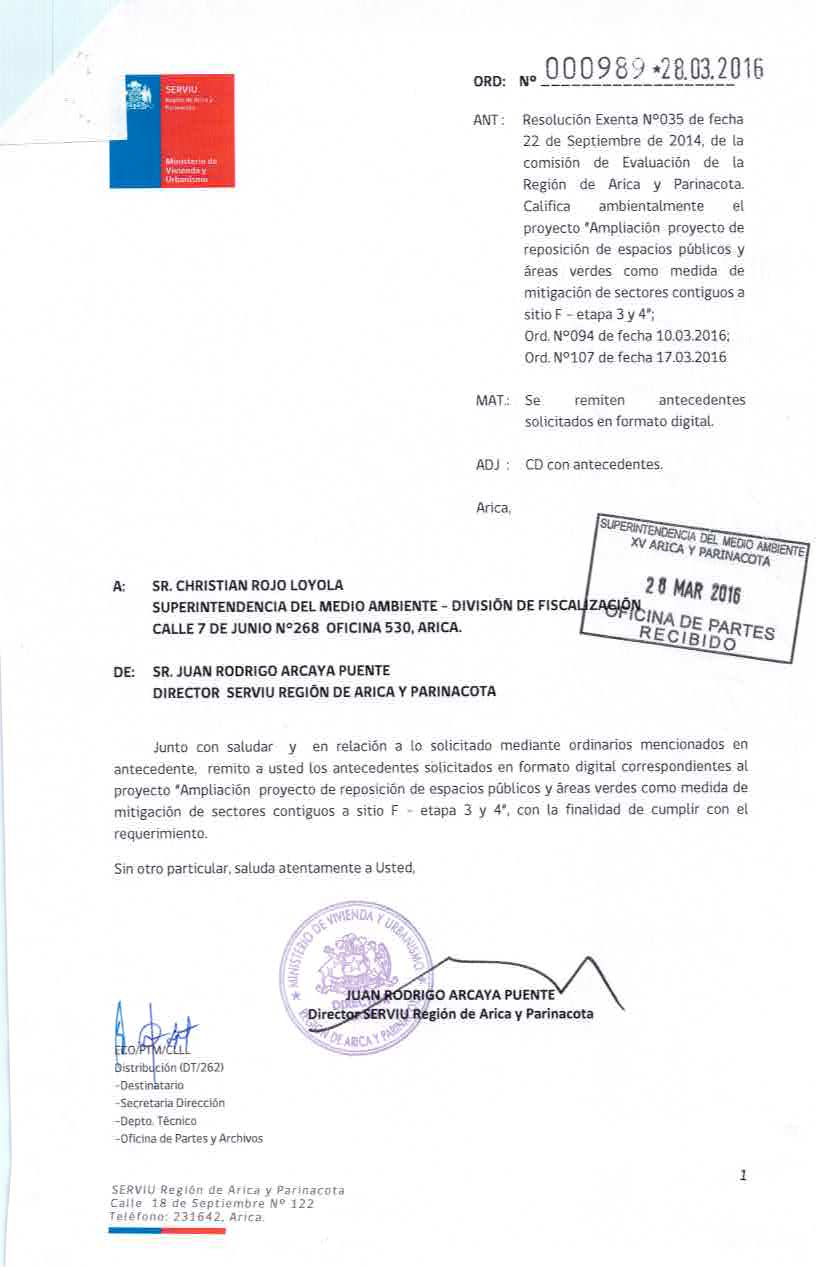 SERVIU
Región de Arica y
Parinacota
Ministerio de
Vivienda y
Urbanismo
ORD: Nº 000989 *28.03.2016
ANT : Resolución Exenta Nº035 de fecha
22 de Septiembre de 2014, de la
comisión de Evaluación de la
Región de Arica y Parinacota.
Califica ambientalmente el
proyecto "Ampliación proyecto de
reposición de espacios públicos y
áreas verdes como medida de
mitigación de sectores contiguos a
sitio F – etapa 3 y 4";
Ord. Nº094 de fecha 10.03.2016;
Ord. Nº107 de fecha 17.03.2016
MAT.: Se remiten antecedentes
solicitados en formato digital.
ADJ : CD con antecedentes.
Arica,
SUPERINTENDENCIA DEL MEDIO AMBIENTE
XV ARICA Y PARINACOTA
28 MAR 2016
OFICINA DE PARTES
RECIBIDO
A: SR. CHRISTIAN ROJO LOYOLA
SUPERINTENDENCIA DEL MEDIO AMBIENTE – DIVISIÓN DE FISCALIZACIÓN
CALLE 7 DE JUNIO Nº268 OFICINA 530, ARICA.
DE: SR. JUAN RODRIGO ARCAYA PUENTE
DIRECTOR SERVIU REGIÓN DE ARICA Y PARINACOTA
Junto con saludar y en relación a lo solicitado mediante ordinarios mencionados en
antecedente, remito a usted los antecedentes solicitados en formato digital correspondientes al
proyecto "Ampliación proyecto de reposición de espacios públicos y áreas verdes como medida de
mitigación de sectores contiguos a sitio F – etapa 3 y 4", con la finalidad de cumplir con el
requerimiento.
Sin otro particular, saluda atentamente a Usted,
MINISTERIO DE VIVIENDA Y URBANISMO
DIRECTOR
REGIÓN DE ARICA Y PARINACOTA
JUAN RODRIGO ARCAYA PUENTE
Director SERVIU Región de Arica y Parinacota
ECO/PTM/CLLL
Distribución (DT/262)
-Destinatario
-Secretaria Dirección
-Depto. Técnico
-Oficina de Partes y Archivos
1
SERVIU Región de Arica y Parinacota
Calle 18 de Septiembre Nº 122
Teléfono: 231642, Arica.